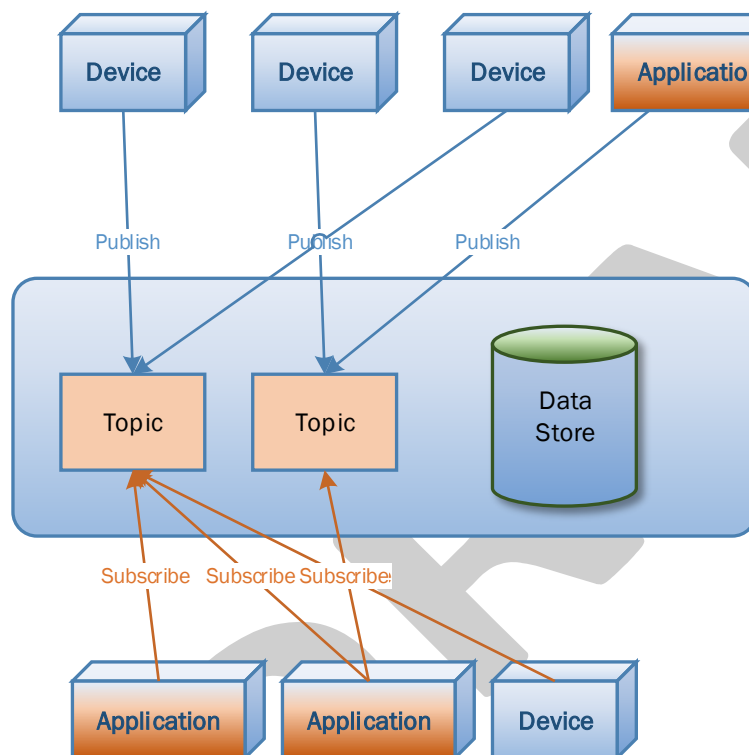 Device
Device
Device
Applicatio
Publish
Publish
Publish
Topic
Topic
Data
Store
Subscribe
Subscribe
Subscribe
Application
Application
Device